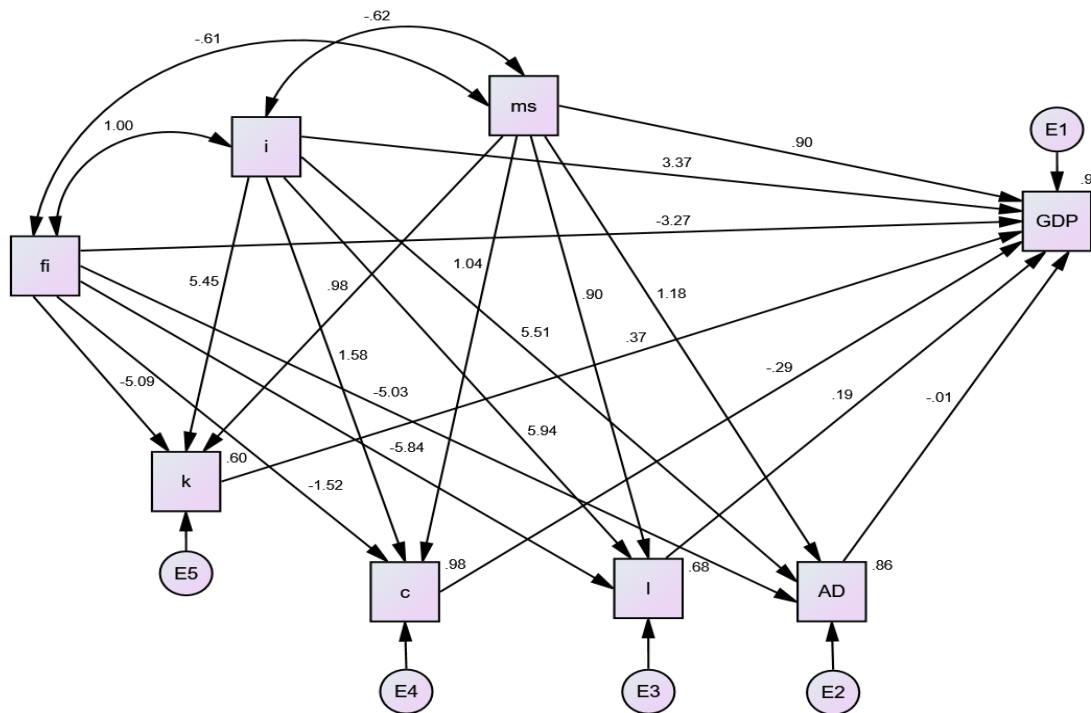 -.62
-.61
ms
E1
1.00
i
.90
3.37
.9
GDP
-3.27
fi
1.04
5.45
.98
.90
1.18
5.51
.37
1.58
-.29
-5.09
-5.03
.19
-.01
5.94
-5.84
.60
k
-1.52
.98
.68
.86
E5
c
l
AD
E4
E3
E2